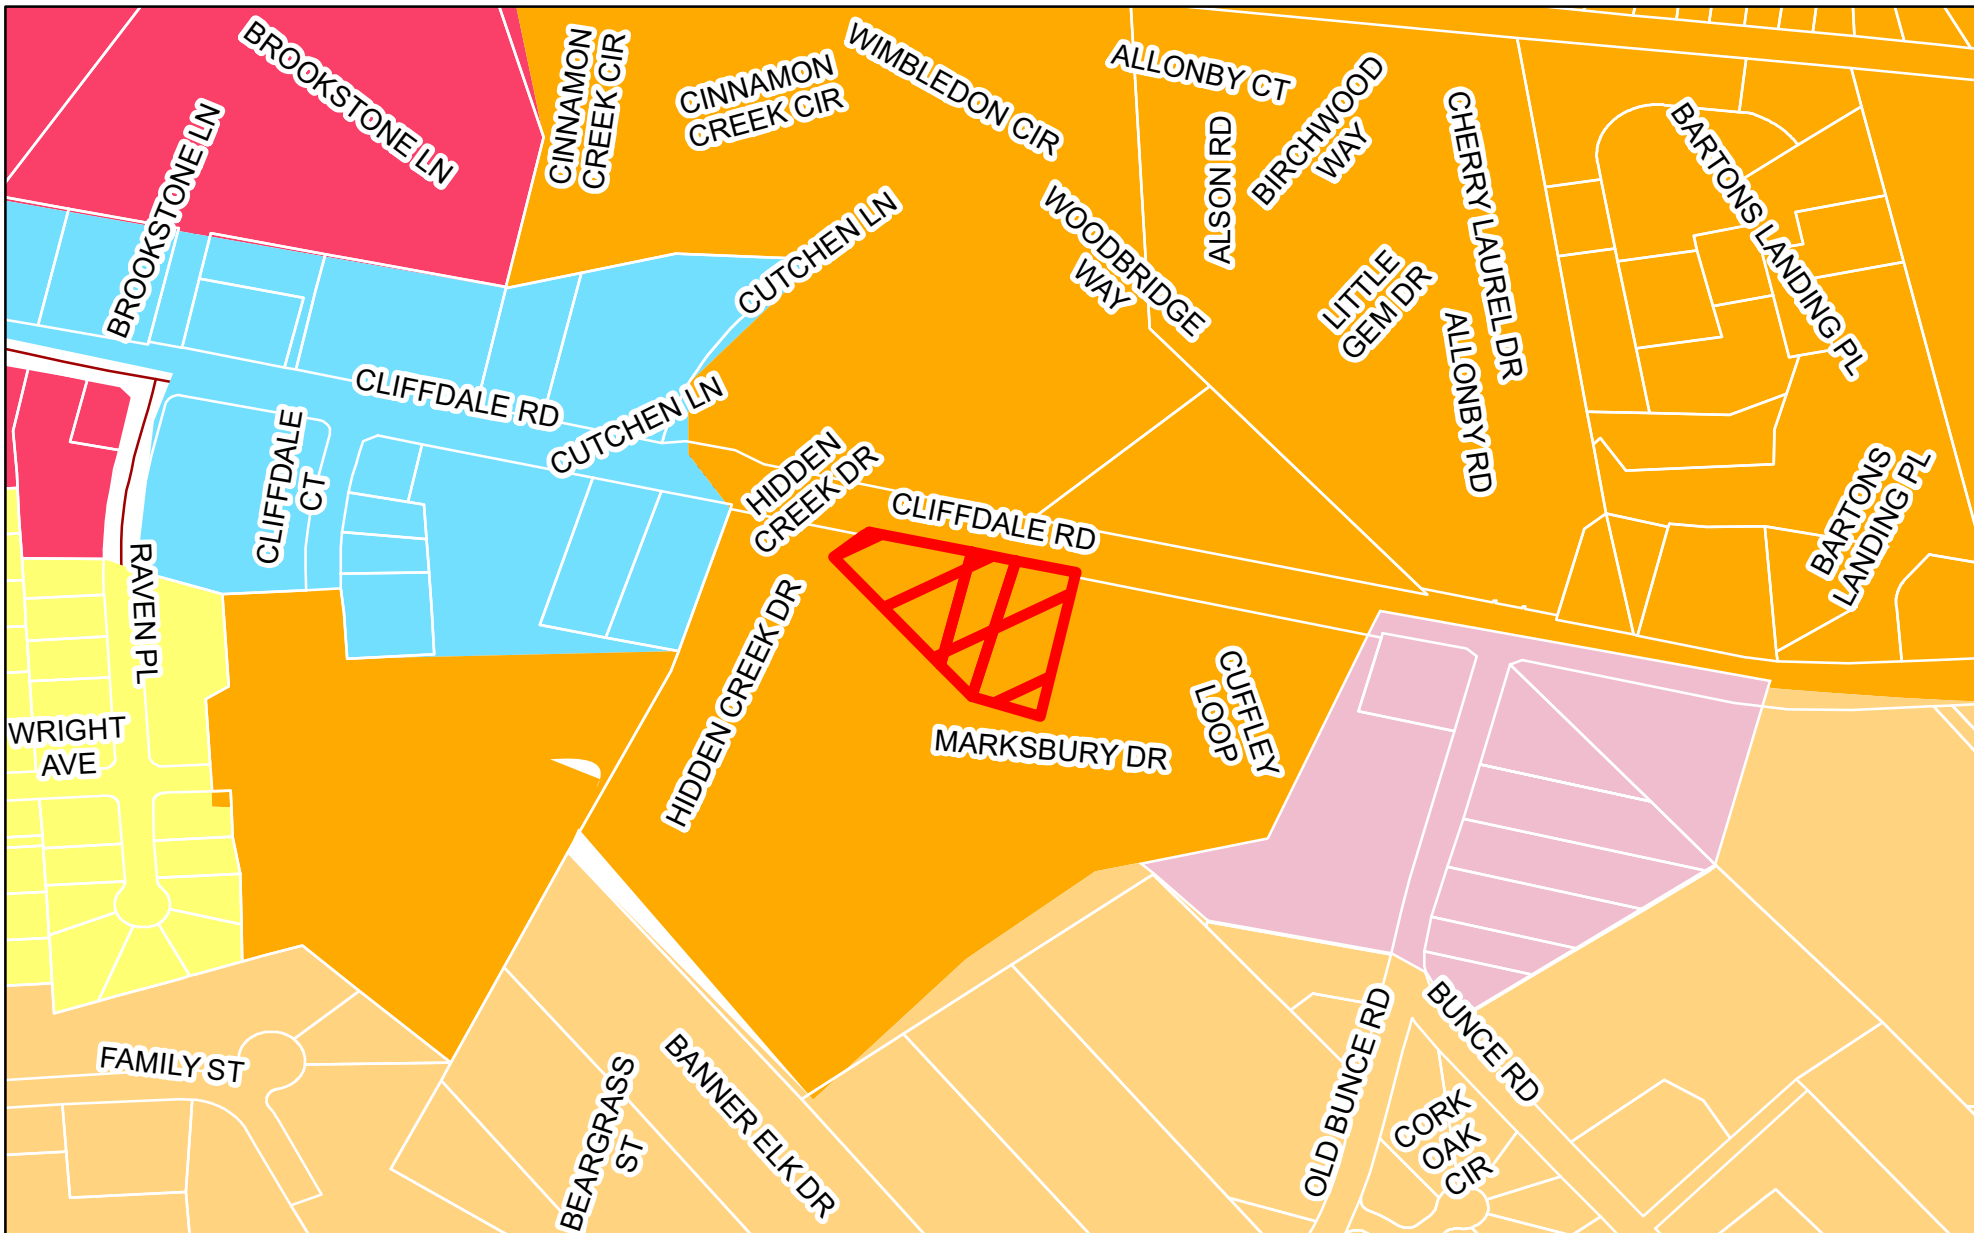 BROOKSTONE LN
BROOKSTONE LN
CINNAMON
CREEK CIR
CINNAMON
CREEK CIR
WIMBLEDON CIR
ALLONBY CT
ALSON RD
BIRCHWOOD
WAY
CHERRY LAUREL DR
BARTONS LANDING PL
CUTCHEN LN
WOODBRIDGE
WAY
LITTLE
GEM DR
ALLONBY RD
CLIFFDALE RD
CUTCHEN LN
CLIFFDALE
CT
HIDDEN
CREEK DR
CLIFFDALE RD
BARTONS
LANDING PL
RAVEN PL
HIDDEN CREEK DR
CUFFLEY
LOOP
MARKSBURY DR
WRIGHT
AVE
FAMILY ST
BEARGRASS
ST
BANNER ELK DR
OLD BUNCE RD
BUNCE RD
CORK
OAK
CIR